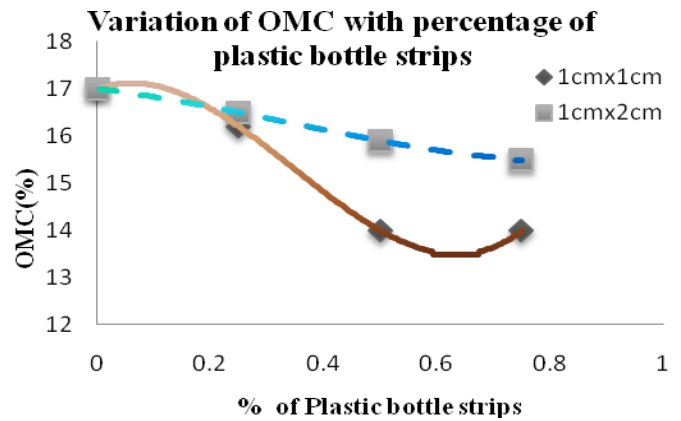 Variation of OMC with percentage of
plastic bottle strips
18
17
16
15
14
13
12
OMC(%)
1cmx1cm
1cmx2cm
0
0.2
0.4
0.6
0.8
1
% of Plastic bottle strips